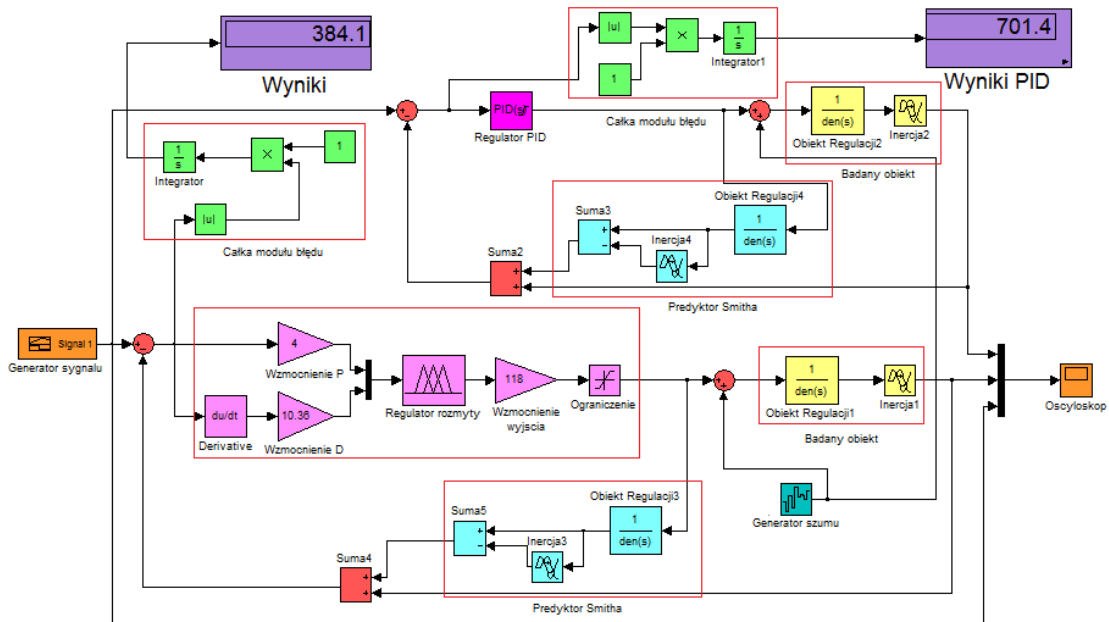 384.1
Wyniki
|u|
×
1
s
Integrator1
1
Całka modułu błędu
701.4
Wyniki PID
PID(s)
Regulator PID
1
den(s)
Obiekt Regulacji2
Inercja2
Badany obiekt
1
s
Integrator
×
1
|u|
Całka modułu błędu
Suma3
+
−
Inercja4
Obiekt Regulacji4
1
den(s)
Suma2
+
+
Predyktor Smitha
Signal 1
Generator sygnalu
4
Wzmocnienie P
du/dt
Derivative
10.36
Wzmocnienie D
Regulator rozmyty
118
Wzmocnienie
wyjscia
Ograniczenie
1
den(s)
Obiekt Regulacji1
Inercja1
Badany obiekt
Oscyloskop
Generator szumu
Suma5
+
−
Inercja3
Obiekt Regulacji3
1
den(s)
Suma4
+
+
Predyktor Smitha